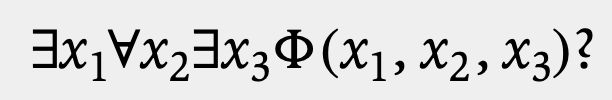 ∃x₁∀x₂∃x₃Φ(x₁, x₂, x₃)?